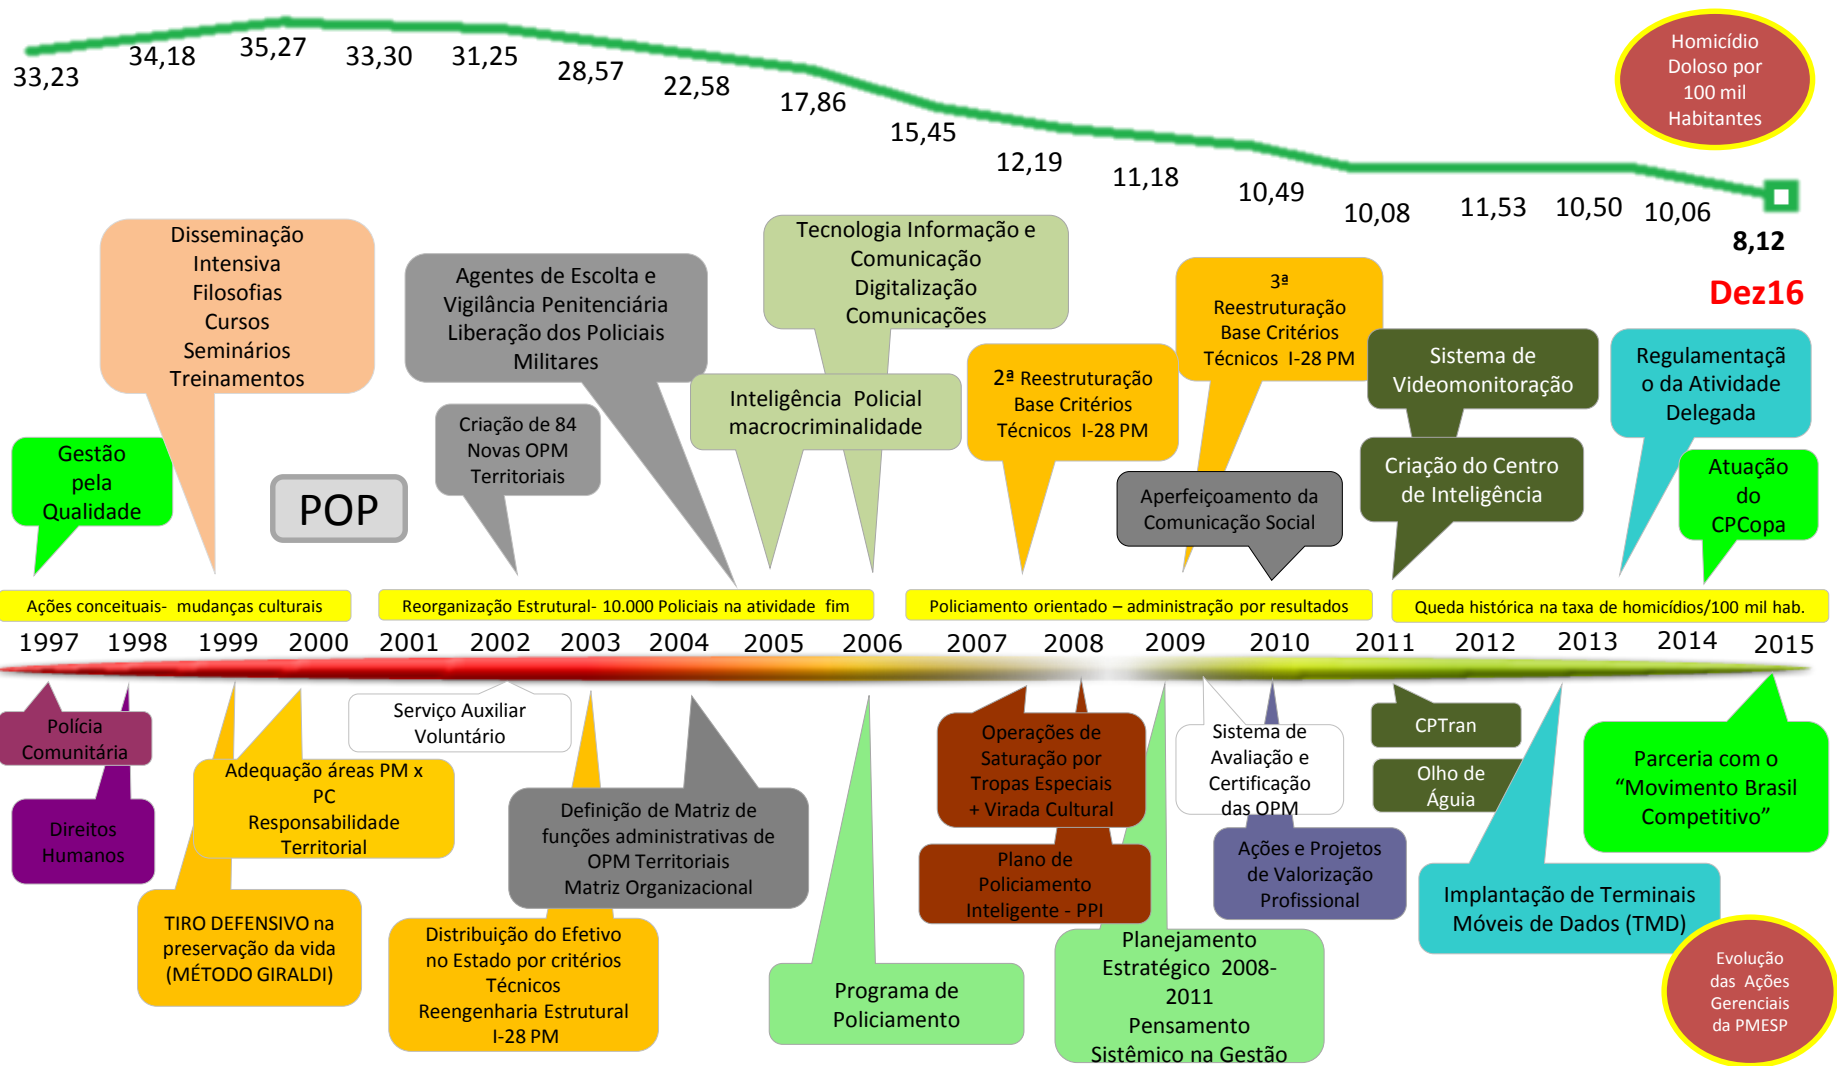 33,23
34,18
35,27
33,30
31,25
28,57
22,58
17,86
15,45
12,19
11,18
10,49
10,08
11,53
10,50
10,06
8,12
Dez16
Homicídio
Doloso por
100 mil
Habitantes
Gestão
pela
Qualidade
Disseminação
Intensiva
Filosofias
Cursos
Seminários
Treinamentos
POP
Agentes de Escolta e
Vigilância Penitenciária
Liberação dos Policiais
Militares
Criação de 84
Novas OPM
Territoriais
Tecnologia Informação e
Comunicação
Digitalização
Comunicações
Inteligência Policial
macrocriminalidade
2ª Reestruturação
Base Critérios
Técnicos I-28 PM
3ª
Reestruturação
Base Critérios
Técnicos I-28 PM
Aperfeiçoamento da
Comunicação Social
Sistema de
Videomonitoração
Criação do Centro
de Inteligência
Regulamentaçã
o da Atividade
Delegada
Atuação
do
CPCopa
Ações conceituais- mudanças culturais
Reorganização Estrutural- 10.000 Policiais na atividade fim
Policiamento orientado – administração por resultados
Queda histórica na taxa de homicídios/100 mil hab.
1997
1998
1999
2000
2001
2002
2003
2004
2005
2006
2007
2008
2009
2010
2011
2012
2013
2014
2015
Polícia
Comunitária
Direitos
Humanos
Adequação áreas PM x
PC
Responsabilidade
Territorial
TIRO DEFENSIVO na
preservação da vida
(MÉTODO GIRALDI)
Serviço Auxiliar
Voluntário
Distribuição do Efetivo
no Estado por critérios
Técnicos
Reengenharia Estrutural
I-28 PM
Definição de Matriz de
funções administrativas de
OPM Territoriais
Matriz Organizacional
Programa de
Policiamento
Operações de
Saturação por
Tropas Especiais
+ Virada Cultural
Plano de
Policiamento
Inteligente - PPI
Planejamento
Estratégico 2008-
2011
Pensamento
Sistêmico na Gestão
Sistema de
Avaliação e
Certificação
das OPM
Ações e Projetos
de Valorização
Profissional
CPTran
Olho de
Águia
Implantação de Terminais
Móveis de Dados (TMD)
Parceria com o
“Movimento Brasil
Competitivo”
Evolução
das Ações
Gerenciais
da PMESP